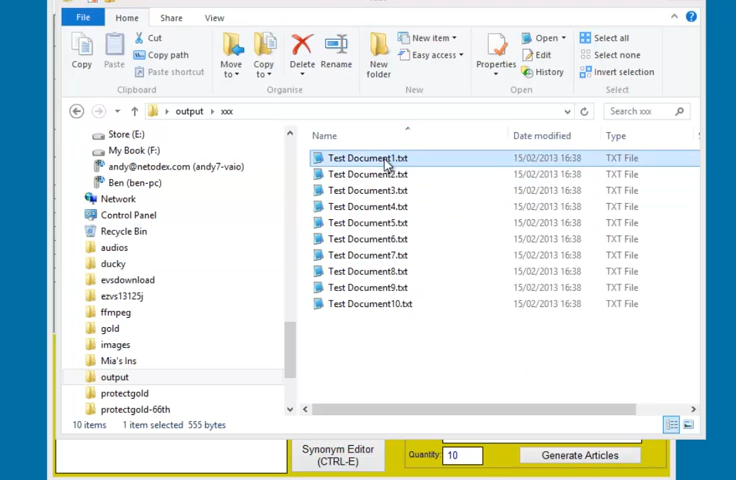 File Home Share View
Cut
Copy path
Paste shortcut
Copy Paste
Clipboard
Move to
Copy to
Delete Rename
Organise
New folder
New item
Easy access
New
Properties
Open
Edit
History
Open
Select all
Select none
Invert selection
Select
output xxx
Search xxx
Name Date modified Type
Store (E:)
My Book (F:)
andy@netodex.com (andy7-vaio)
Ben (ben-pc)
Network
Control Panel
Recycle Bin
audios
ducky
evsdownload
ezvs13125j
ffmpeg
gold
images
Mia's Ins
output
protectgold
protectgold-66th
Test Document1.txt 15/02/2013 16:38 TXT File
Test Document2.txt 15/02/2013 16:38 TXT File
Test Document3.txt 15/02/2013 16:38 TXT File
Test Document4.txt 15/02/2013 16:38 TXT File
Test Document5.txt 15/02/2013 16:38 TXT File
Test Document6.txt 15/02/2013 16:38 TXT File
Test Document7.txt 15/02/2013 16:38 TXT File
Test Document8.txt 15/02/2013 16:38 TXT File
Test Document9.txt 15/02/2013 16:38 TXT File
Test Document10.txt 15/02/2013 16:38 TXT File
10 items 1 item selected 555 bytes
Synonym Editor
(CTRL-E)
Quantity: 10 Generate Articles